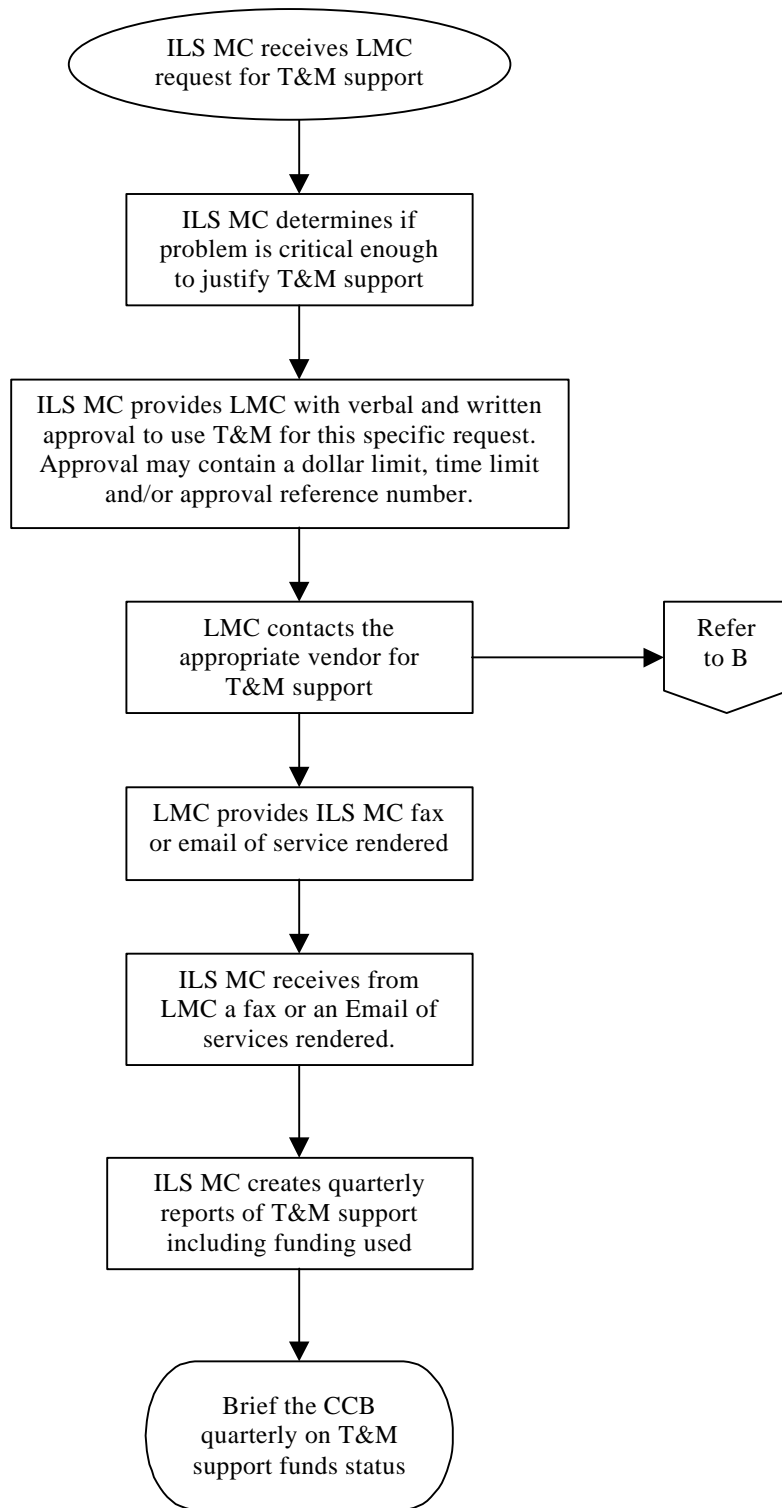 ILS MC receives LMC
request for T&M support
ILS MC determines if
problem is critical enough
to justify T&M support
ILS MC provides LMC with verbal and written
approval to use T&M for this specific request.
Approval may contain a dollar limit, time limit
and/or approval reference number.
LMC contacts the
appropriate vendor for
T&M support
Refer
to B
LMC provides ILS MC fax
or email of service rendered
ILS MC receives from
LMC a fax or an Email of
services rendered.
ILS MC creates quarterly
reports of T&M support
including funding used
Brief the CCB
quarterly on T&M
support funds status